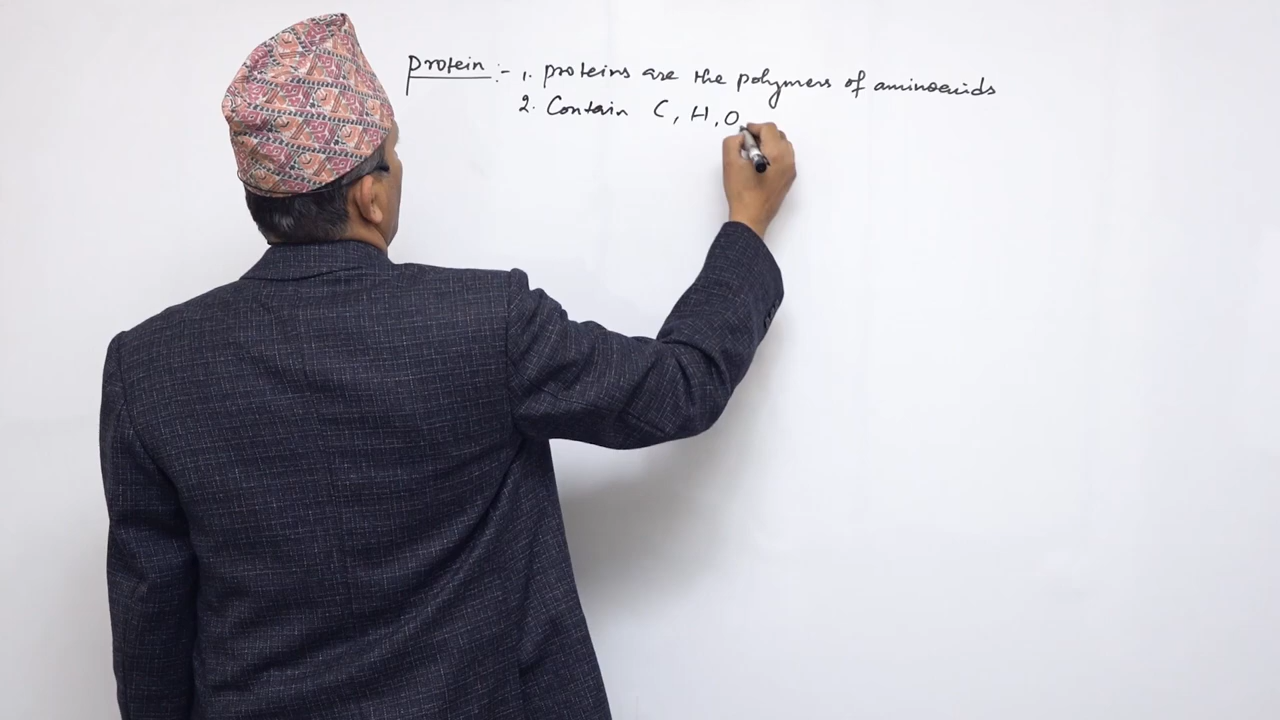 Protein :- 1. proteins are the polymers of aminoacids
2. Contain C, H, O